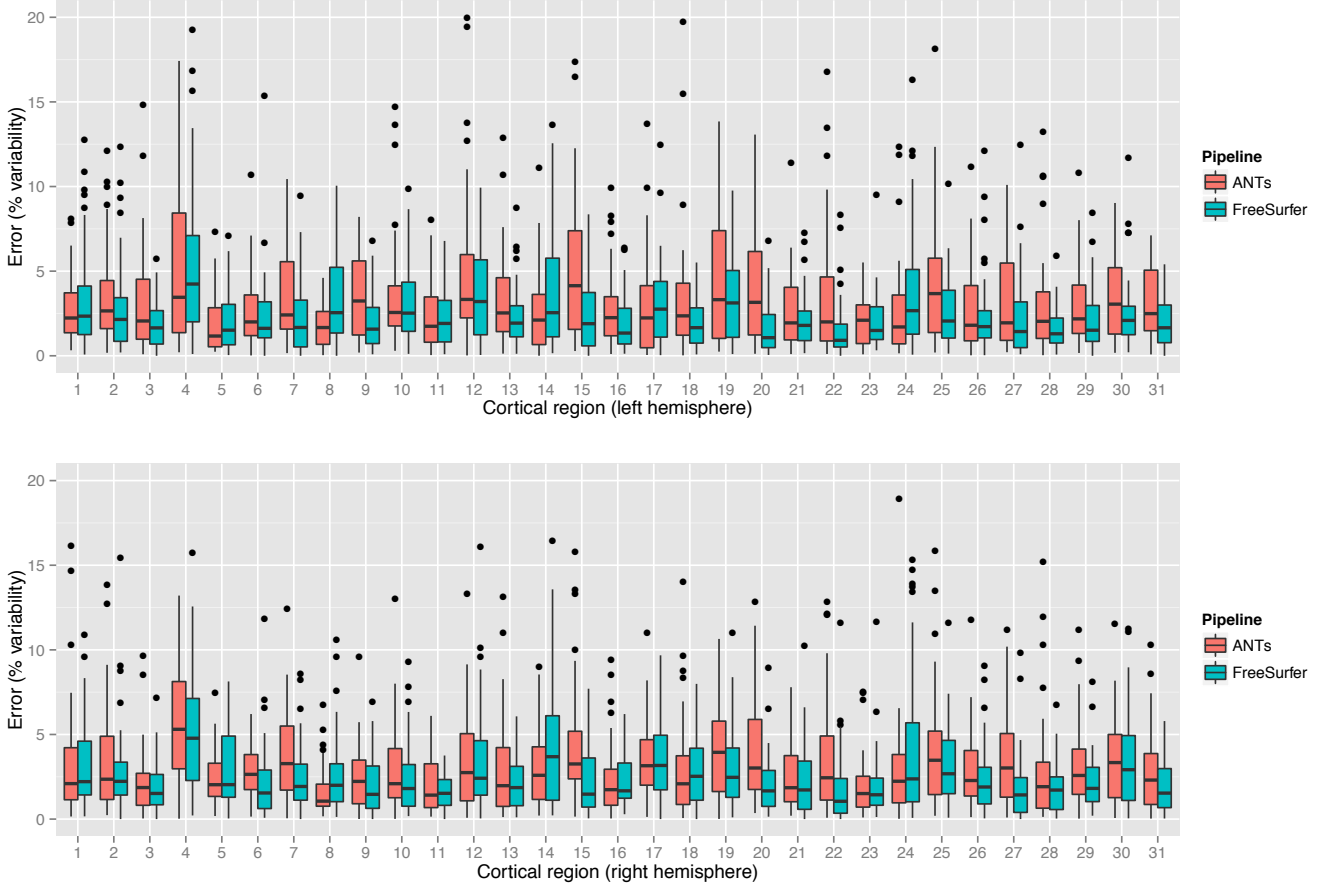 20
15
10
5
0
Error (% variability)
1 2 3 4 5 6 7 8 9 10 11 12 13 14 15 16 17 18 19 20 21 22 23 24 25 26 27 28 29 30 31
Cortical region (left hemisphere)
Pipeline
ANTs
FreeSurfer
20
15
10
5
0
Error (% variability)
1 2 3 4 5 6 7 8 9 10 11 12 13 14 15 16 17 18 19 20 21 22 23 24 25 26 27 28 29 30 31
Cortical region (right hemisphere)
Pipeline
ANTs
FreeSurfer